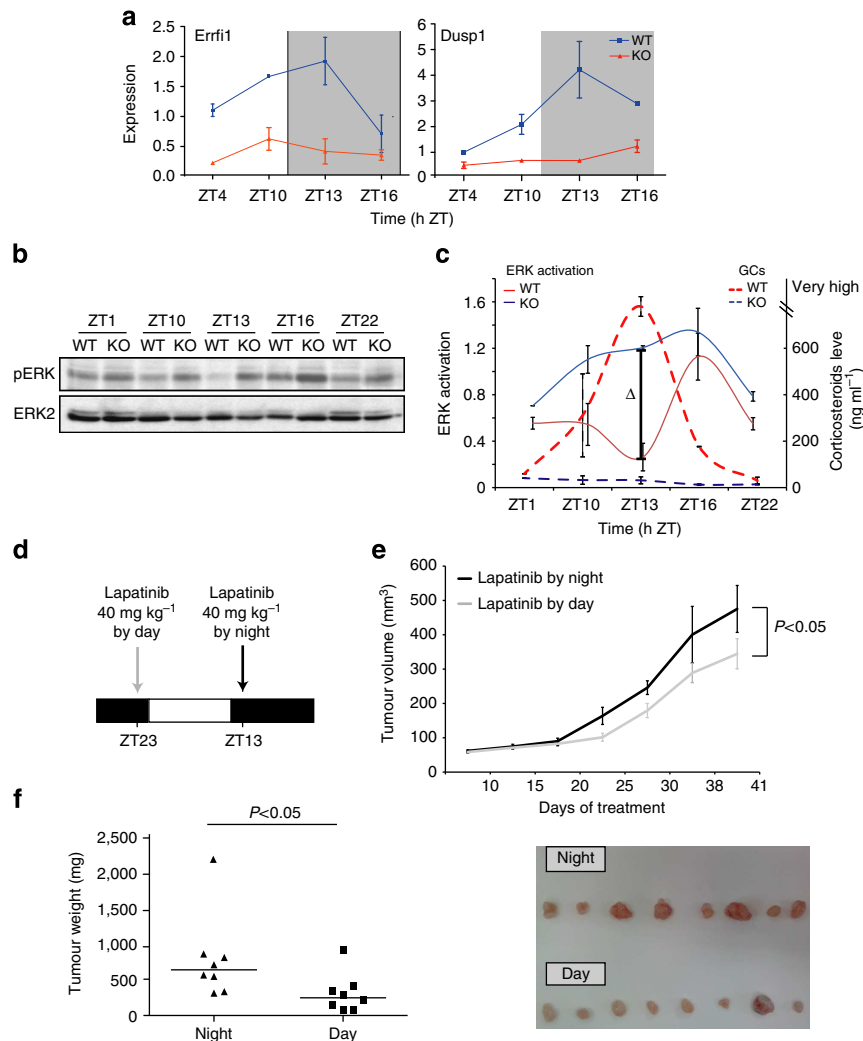 a
Errfi1
Dusp1
WT
KO
Expression
2.5
2.0
1.5
1.0
0.5
0.0
6
5
4
3
2
1
0
ZT4 ZT10 ZT13 ZT16
ZT4 ZT10 ZT13 ZT16
Time (h ZT)
b
ZT1 ZT10 ZT13 ZT16 ZT22
WT KO WT KO WT KO WT KO WT KO
pERK
ERK2
c
ERK activation
WT
KO
GCs
WT
KO
Very high
1.6
1.2
0.8
0.4
0
600
400
200
0
Δ
ERK activation
Corticosteroids level
(ng ml⁻¹)
ZT1 ZT10 ZT13 ZT16 ZT22
Time (h ZT)
d
Lapatinib
40 mg kg⁻¹
by day
Lapatinib
40 mg kg⁻¹
by night
ZT23 ZT13
e
Lapatinib by night
Lapatinib by day
P<0.05
Tumour volume (mm³)
600
500
400
300
200
100
0
10 15 20 25 30 38 41
Days of treatment
f
P<0.05
Tumour weight (mg)
2,500
2,000
1,500
1,000
500
0
Night Day
Night
Day